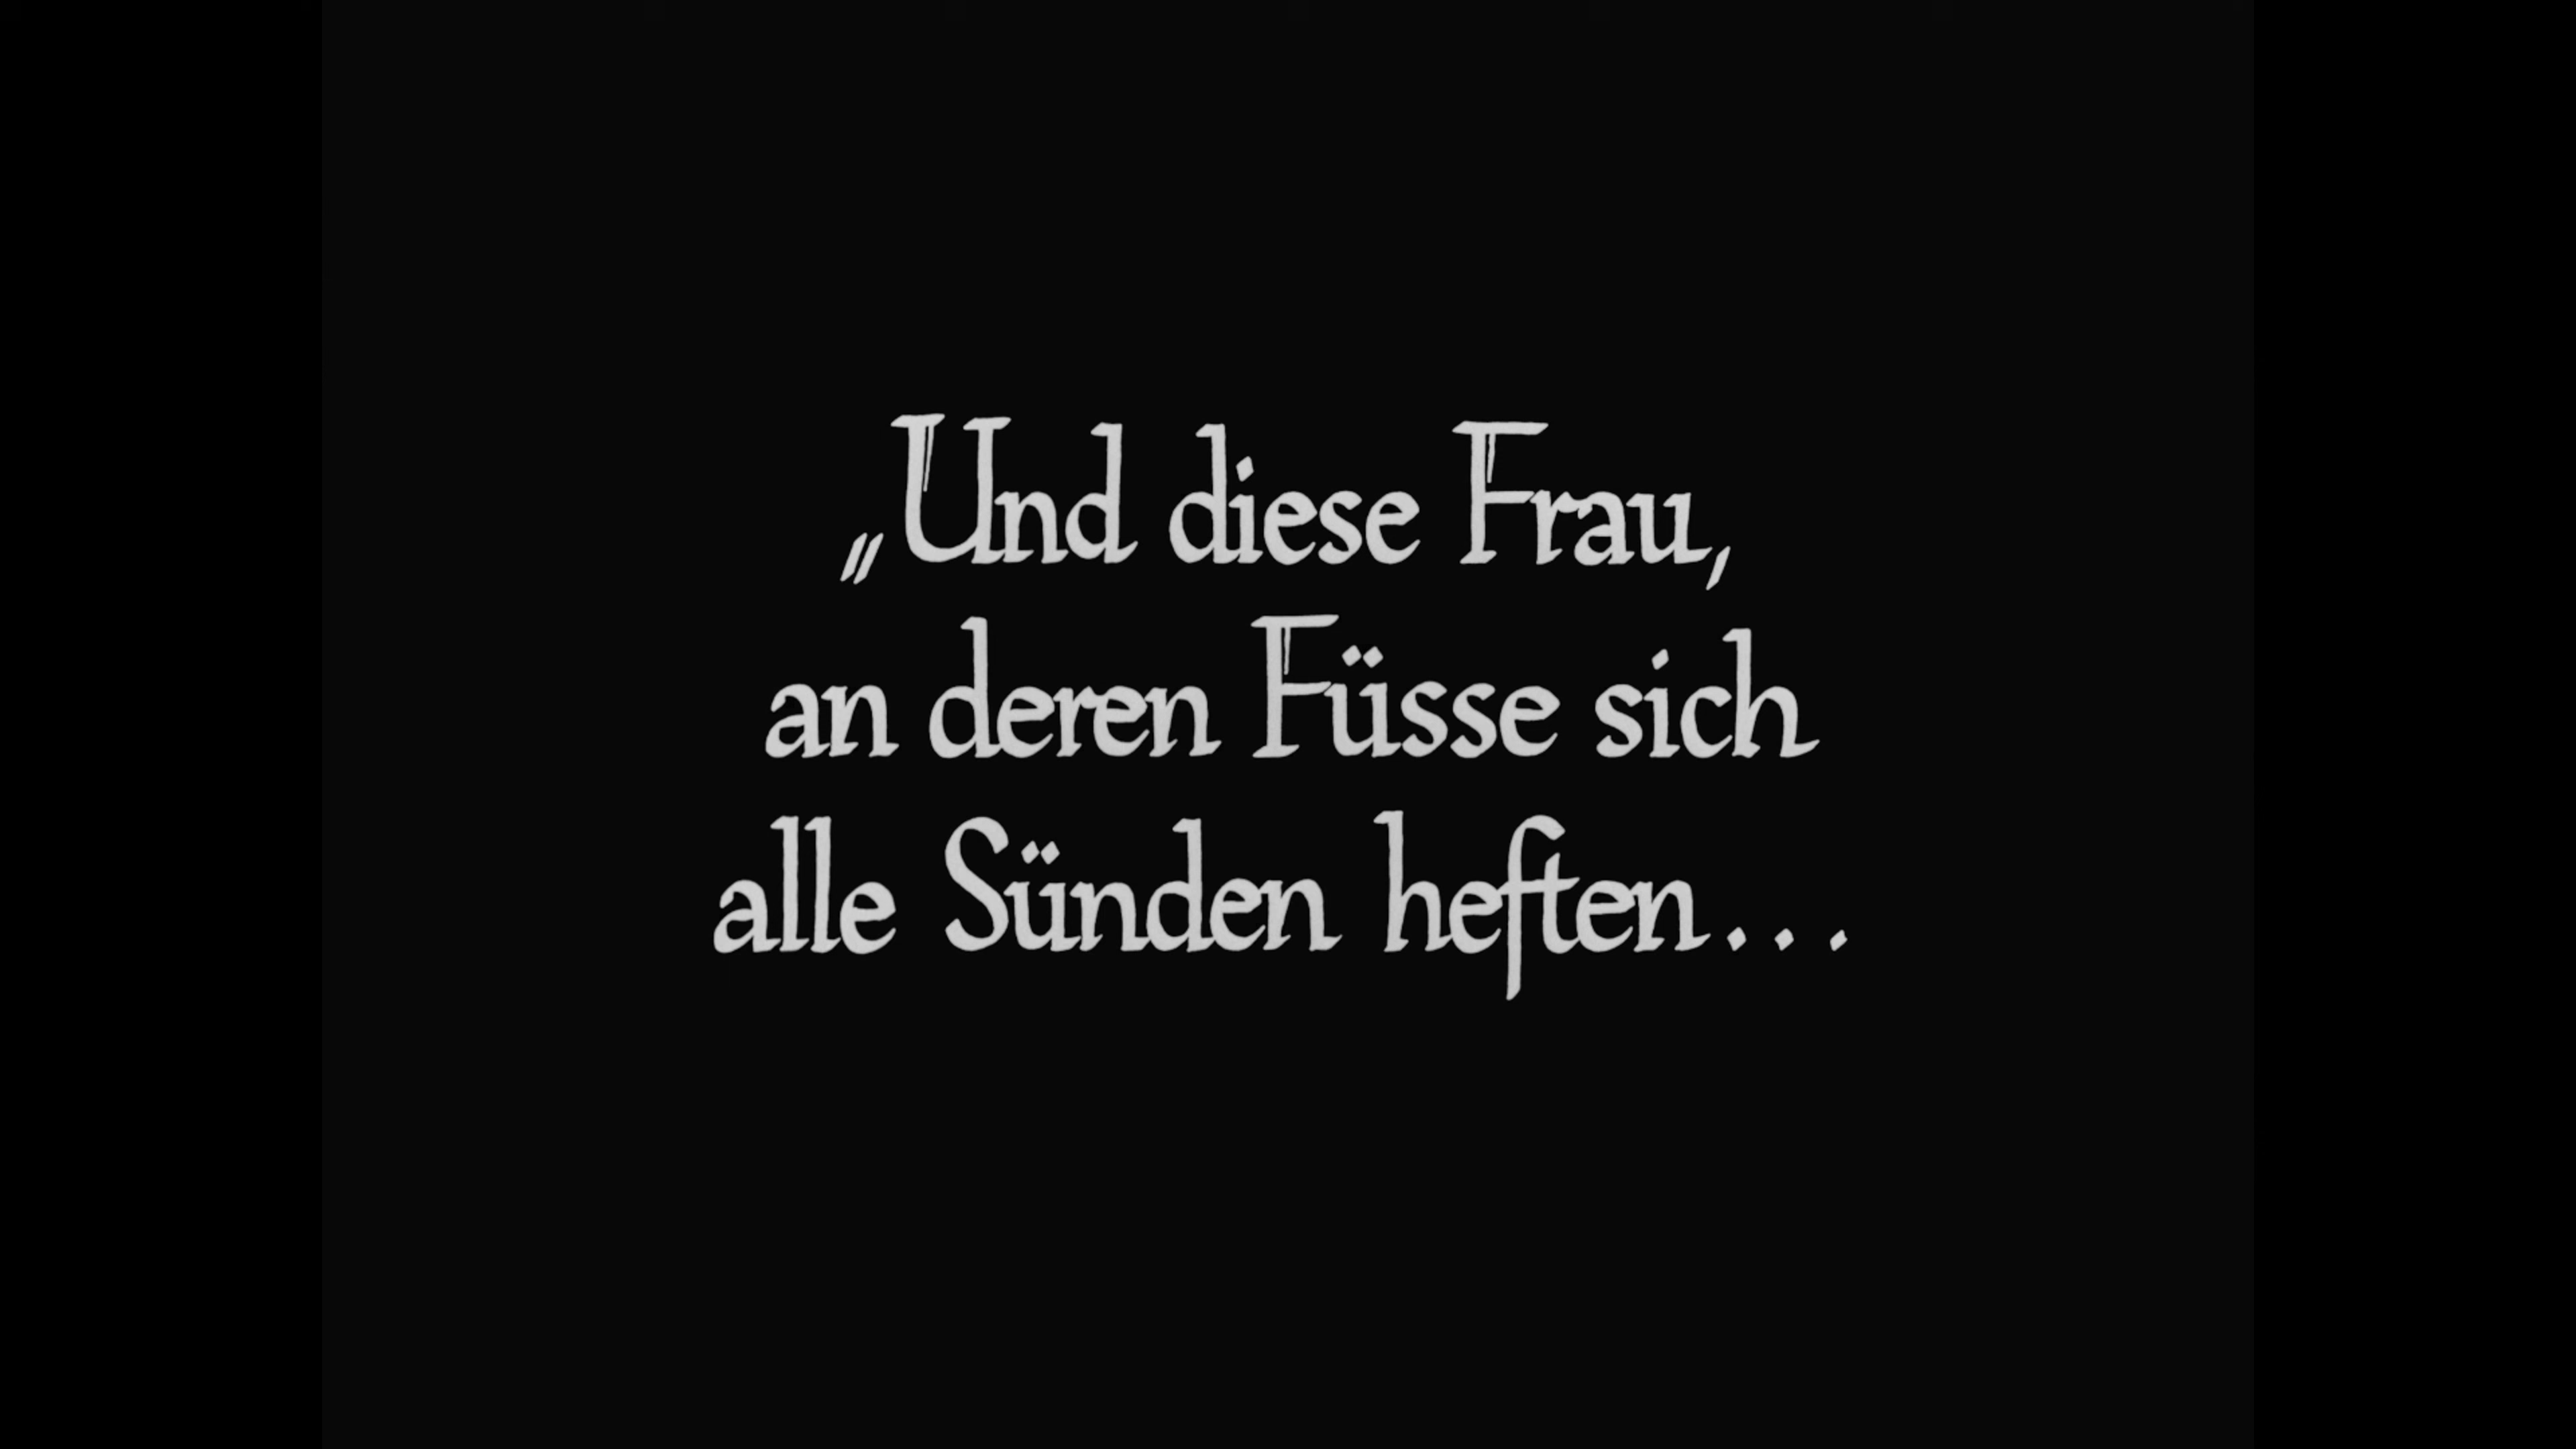 „Und diese Frau,
an deren Füsse sich
alle Sünden heften...